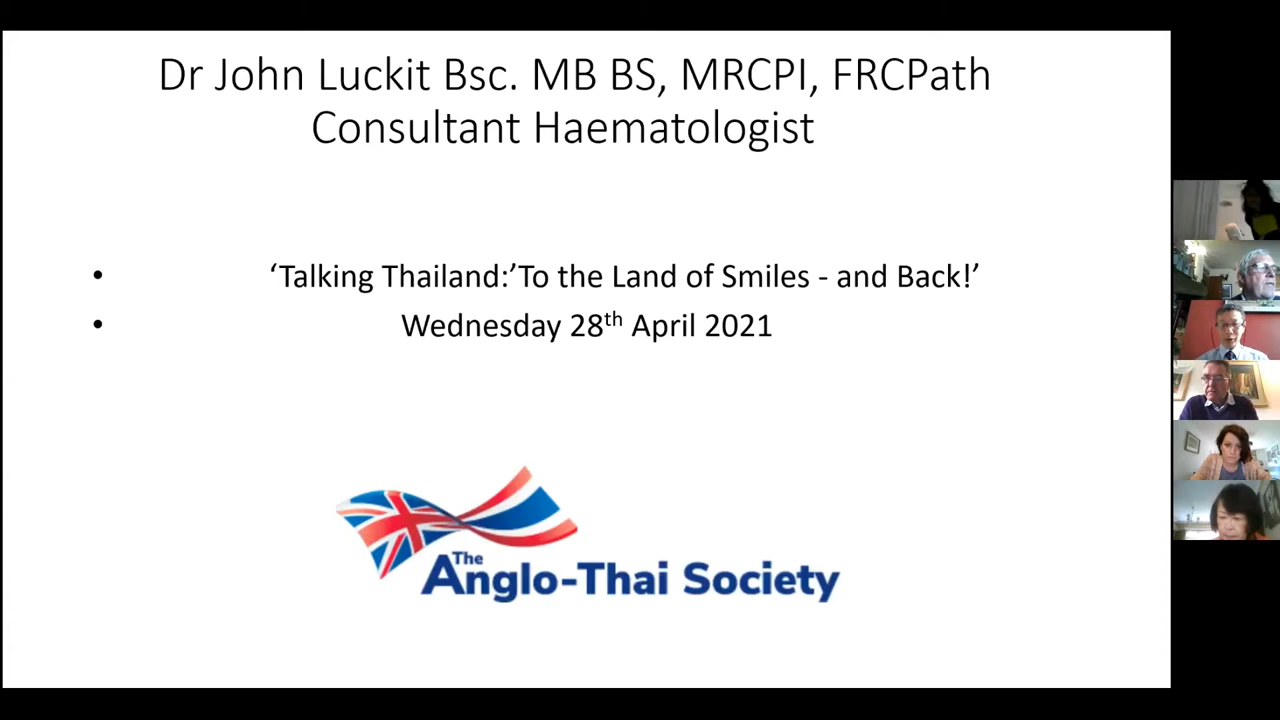 Dr John Luckit Bsc. MB BS, MRCPI, FRCPath
Consultant Haematologist
• ‘Talking Thailand:’To the Land of Smiles - and Back!’
• Wednesday 28th April 2021
The
Anglo-Thai Society